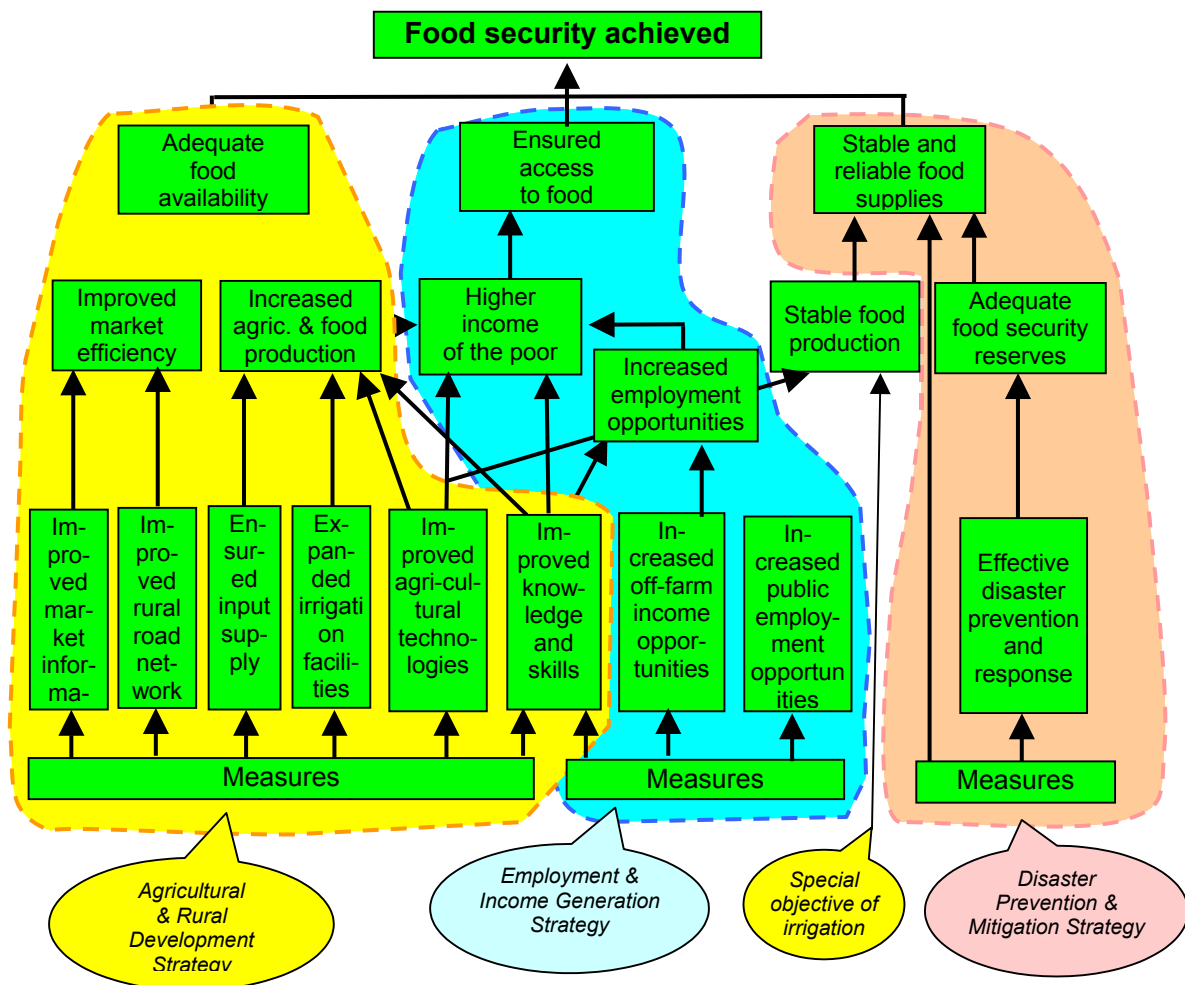 Food security achieved
Adequate
food
availability
Ensured
access
to food
Stable and
reliable food
supplies
Improved
market
efficiency
Increased
agric. & food
production
Higher
income
of the poor
Increased
employment
opportunities
Stable food
production
Adequate
food security
reserves
Im-
proved
mar-
ket
infor-
ma-
Im-
pro-
ved
rural
road
net-
work
En-
sur-
ed
input
sup-
ply
Ex-
pan-
ded
irrigati
on
facili-
ties
Im-
proved
agri-cul-
tural
techno-
logies
Im-
proved
know-
ledge
and
skills
In-
creased
off-farm
income
oppor-
tunities
In-
creased
public
employ-
ment
opportun
ities
Effective
disaster
prevention
and
response
Measures
Measures
Measures
Agricultural
& Rural
Development
Strategy
Employment &
Income Generation
Strategy
Special
objective of
irrigation
Disaster
Prevention &
Mitigation Strategy